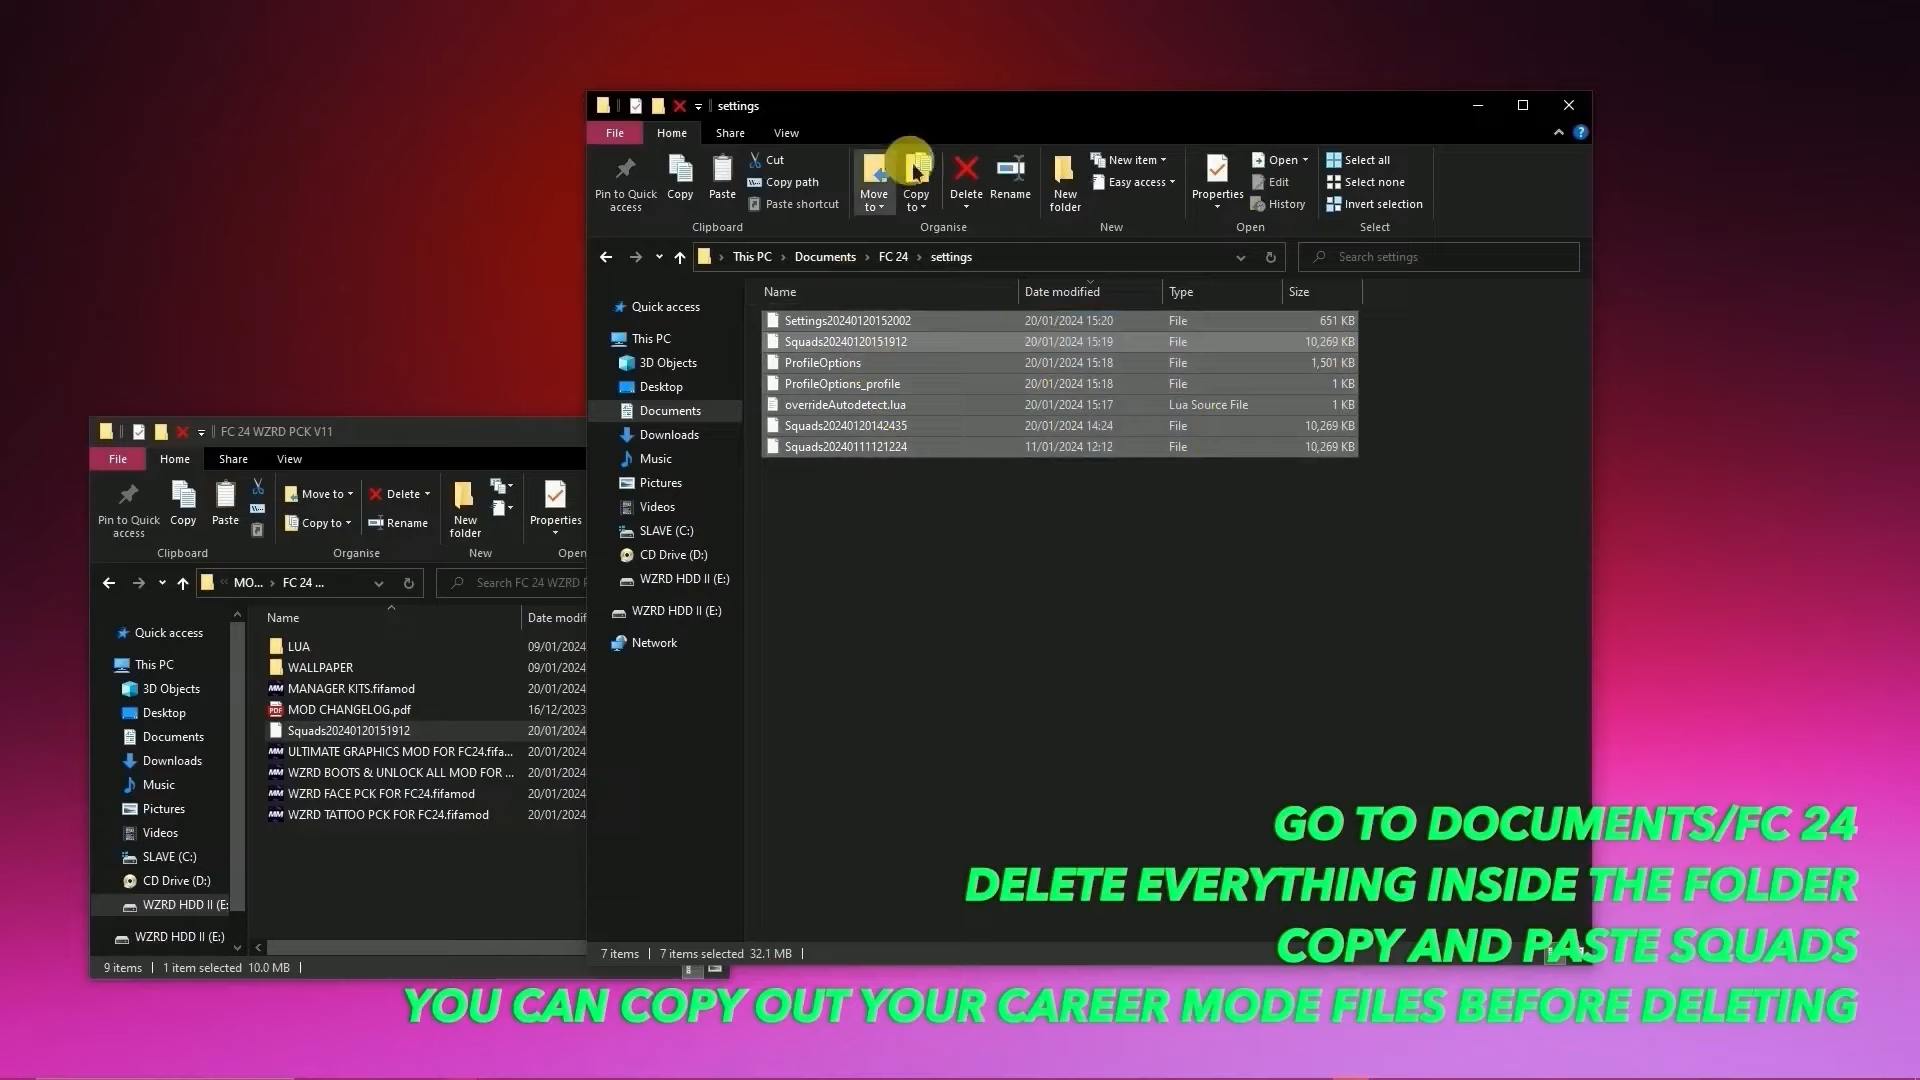 settings
File
Home
Share
View
Pin to Quick access
Copy
Paste
Cut
Copy path
Paste shortcut
Clipboard
Move to
Copy to
Delete
Rename
Organise
New folder
New item
Easy access
New
Properties
Open
Edit
History
Open
Select all
Select none
Invert selection
Select
This PC > Documents > FC 24 > settings
Search settings
Name Date modified Type Size
Settings20240120152002 20/01/2024 15:20 File 651 KB
Squads20240120151912 20/01/2024 15:19 File 10,269 KB
ProfileOptions 20/01/2024 15:18 File 1,501 KB
ProfileOptions_profile 20/01/2024 15:18 File 1 KB
overrideAutodetect.lua 20/01/2024 15:17 Lua Source File 1 KB
Squads20240120142435 20/01/2024 14:24 File 10,269 KB
Squads20240111121224 11/01/2024 12:12 File 10,269 KB
Quick access
This PC
3D Objects
Desktop
Documents
Downloads
Music
Pictures
Videos
SLAVE (C:)
CD Drive (D:)
WZRD HDD II (E:)
WZRD HDD II (E:)
Network
7 items
7 items selected 32.1 MB
FC 24 WZRD PCK V11
File
Home
Share
View
Pin to Quick access
Copy
Paste
Clipboard
Move to
Copy to
Delete
Rename
Organise
New folder
New
Properties
Open
MO... > FC 24 ...
Search FC 24 WZRD P
Name Date modif
LUA 09/01/2024
WALLPAPER 09/01/2024
MANAGER KITS.fifamod 20/01/2024
MOD CHANGELOG.pdf 16/12/2023
Squads20240120151912 20/01/2024
ULTIMATE GRAPHICS MOD FOR FC24.fifa... 20/01/2024
WZRD BOOTS & UNLOCK ALL MOD FOR ... 20/01/2024
WZRD FACE PCK FOR FC24.fifamod 20/01/2024
WZRD TATTOO PCK FOR FC24.fifamod 20/01/2024
Quick access
This PC
3D Objects
Desktop
Documents
Downloads
Music
Pictures
Videos
SLAVE (C:)
CD Drive (D:)
WZRD HDD II (E:
WZRD HDD II (E:)
9 items
1 item selected 10.0 MB
GO TO DOCUMENTS/FC 24
DELETE EVERYTHING INSIDE THE FOLDER
COPY AND PASTE SQUADS
YOU CAN COPY OUT YOUR CAREER MODE FILES BEFORE DELETING